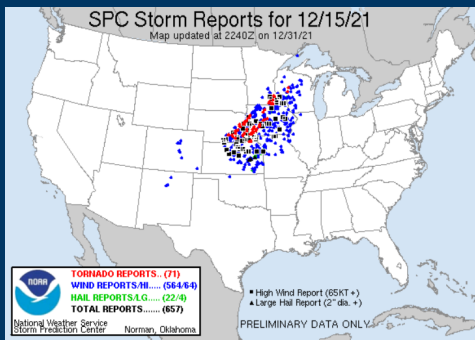 SPC Storm Reports for 12/15/21
Map updated at 2240Z on 12/31/21
NOAA
TORNADO REPORTS.. (71)
WIND REPORTS/HI..... (564/64)
HAIL REPORTS/LG..... (22/4)
TOTAL REPORTS....... (657)
National Weather Service
Storm Prediction Center Norman, Oklahoma
High Wind Report (65KT +)
Large Hail Report (2" dia. +)
PRELIMINARY DATA ONLY